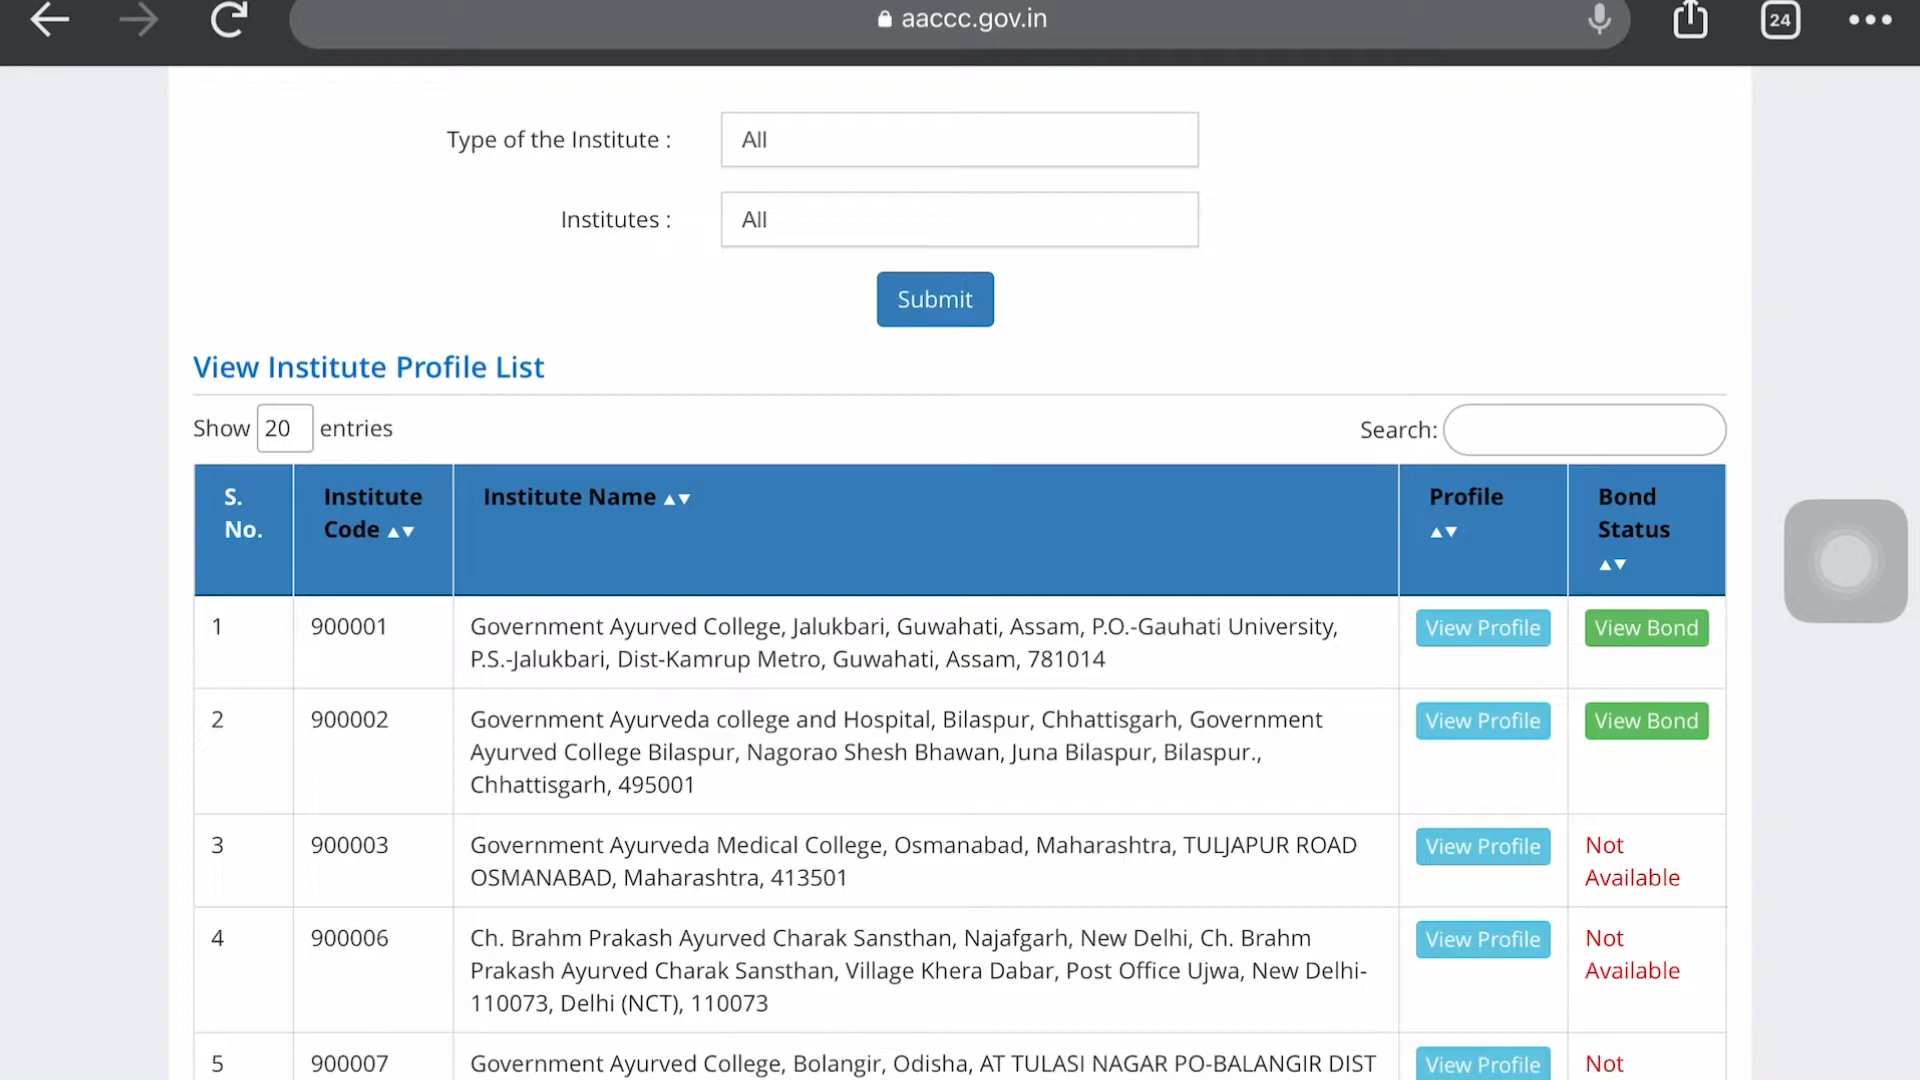 aaccc.gov.in
24
Type of the Institute :
All
Institutes :
All
Submit
View Institute Profile List
Show 20 entries
Search:
S. No.
Institute Code ▲▼
Institute Name ▲▼
Profile ▲▼
Bond Status ▲▼
1
900001
Government Ayurved College, Jalukbari, Guwahati, Assam, P.O.-Gauhati University,
P.S.-Jalukbari, Dist-Kamrup Metro, Guwahati, Assam, 781014
View Profile
View Bond
2
900002
Government Ayurveda college and Hospital, Bilaspur, Chhattisgarh, Government
Ayurved College Bilaspur, Nagorao Shesh Bhawan, Juna Bilaspur, Bilaspur.,
Chhattisgarh, 495001
View Profile
View Bond
3
900003
Government Ayurveda Medical College, Osmanabad, Maharashtra, TULJAPUR ROAD
OSMANABAD, Maharashtra, 413501
View Profile
Not
Available
4
900006
Ch. Brahm Prakash Ayurved Charak Sansthan, Najafgarh, New Delhi, Ch. Brahm
Prakash Ayurved Charak Sansthan, Village Khera Dabar, Post Office Ujwa, New Delhi-
110073, Delhi (NCT), 110073
View Profile
Not
Available
5
900007
Government Ayurved College, Bolangir, Odisha, AT TULASI NAGAR PO-BALANGIR DIST
View Profile
Not